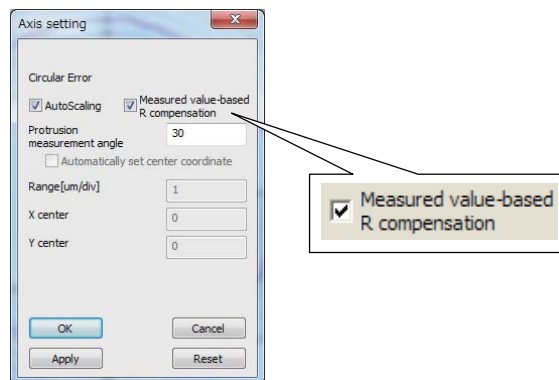 Axis setting
Circular Error
AutoScaling
Measured value-based
R compensation
Protrusion
measurement angle
30
Automatically set center coordinate
Range[um/div]
1
X center
0
Y center
0
OK
Cancel
Apply
Reset
Measured value-based
R compensation